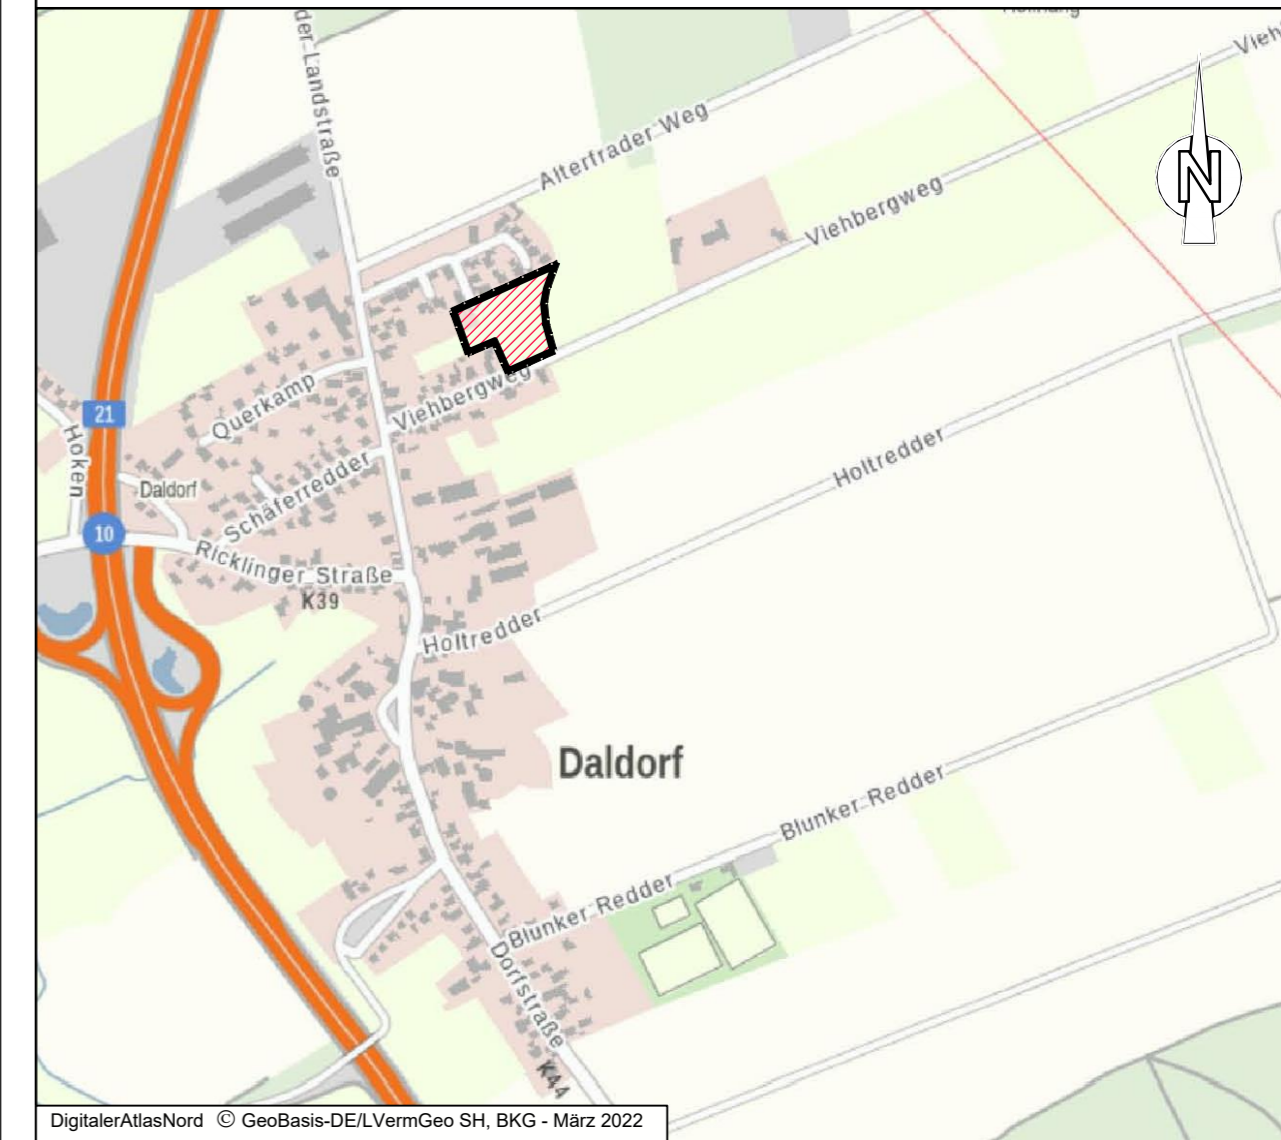 der Landstraße
Vieh
N
Alterfrader Weg
Viehbergweg
Querkamp
Viehbergweg
21
Hoken
Holtredder
Daldorf
Schäferredder
10
Ricklinger Straße
K39
Holtredder
Daldorf
Blunker Redder
Blunker Redder
Dorfstraße
K44
DigitalerAtlasNord © GeoBasis-DE/LVermGeo SH, BKG - März 2022